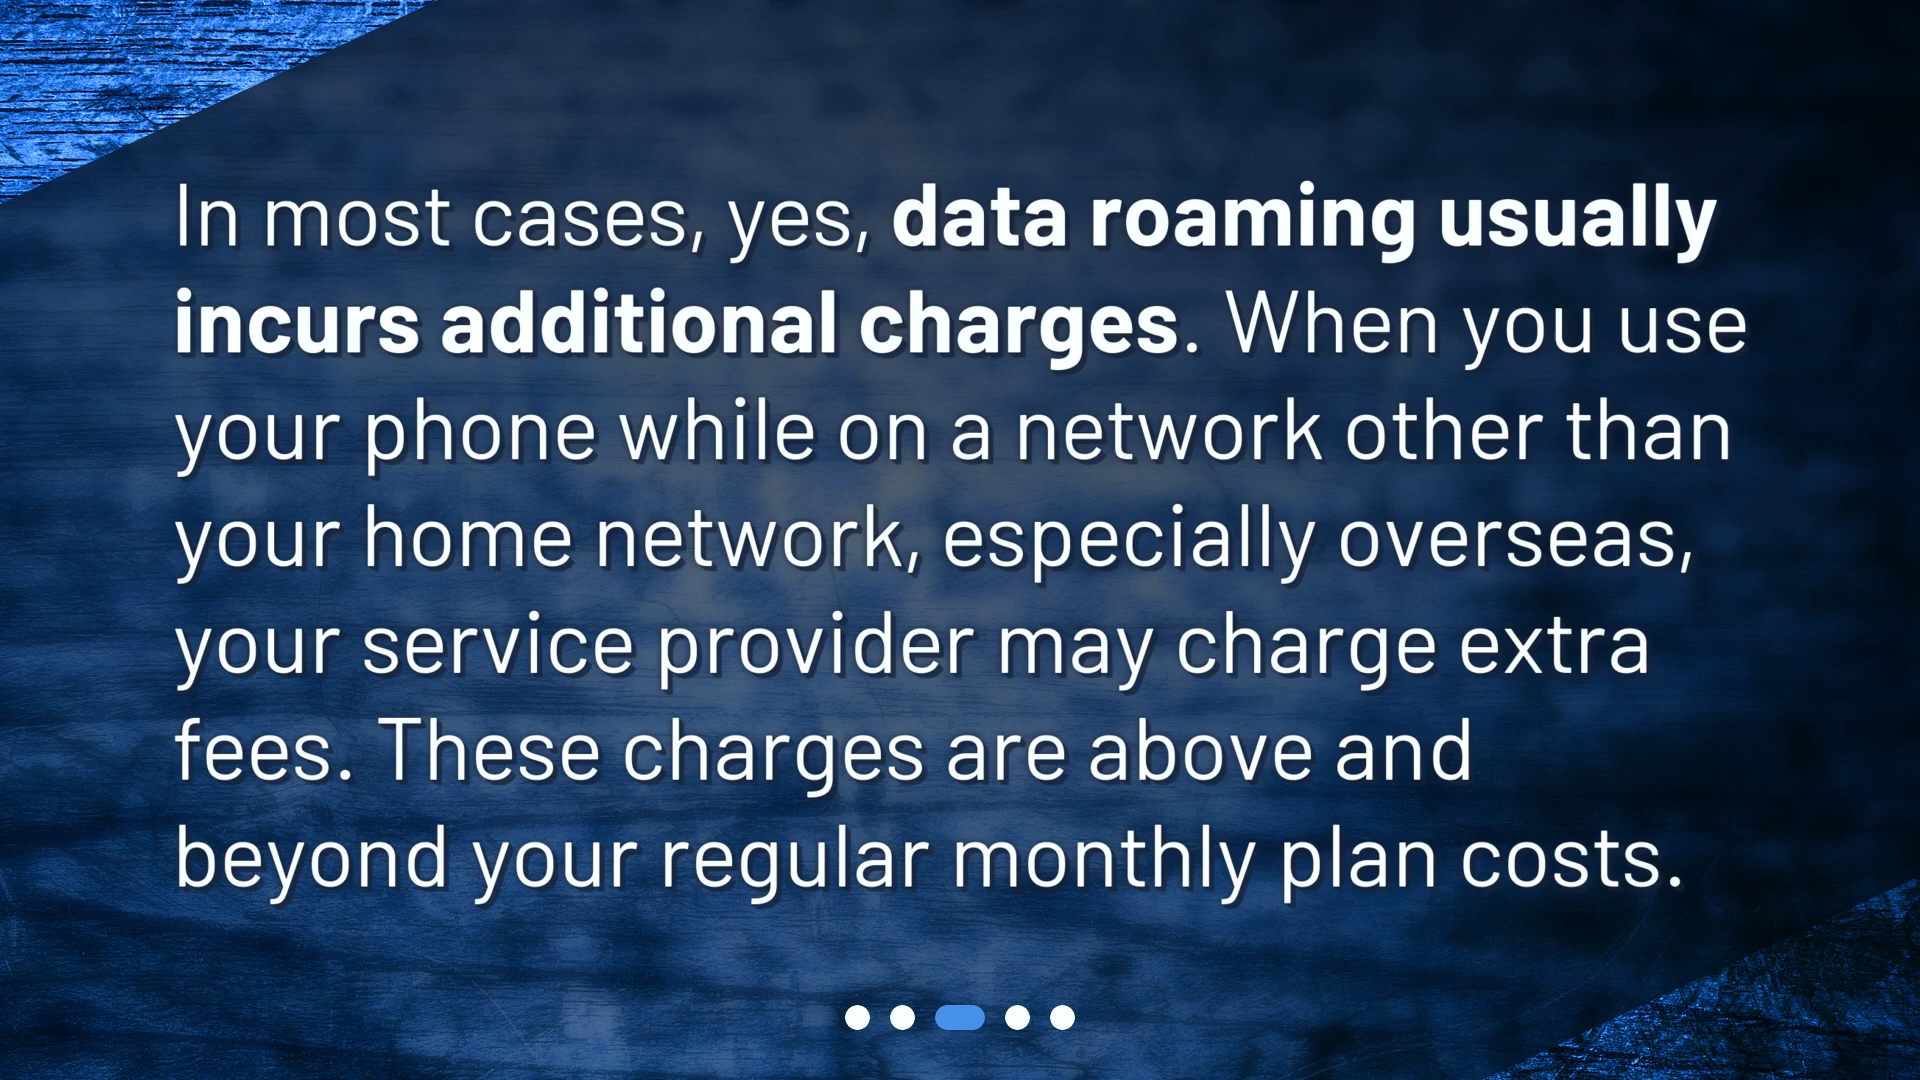 In most cases, yes, data roaming usually
incurs additional charges. When you use
your phone while on a network other than
your home network, especially overseas,
your service provider may charge extra
fees. These charges are above and
beyond your regular monthly plan costs.